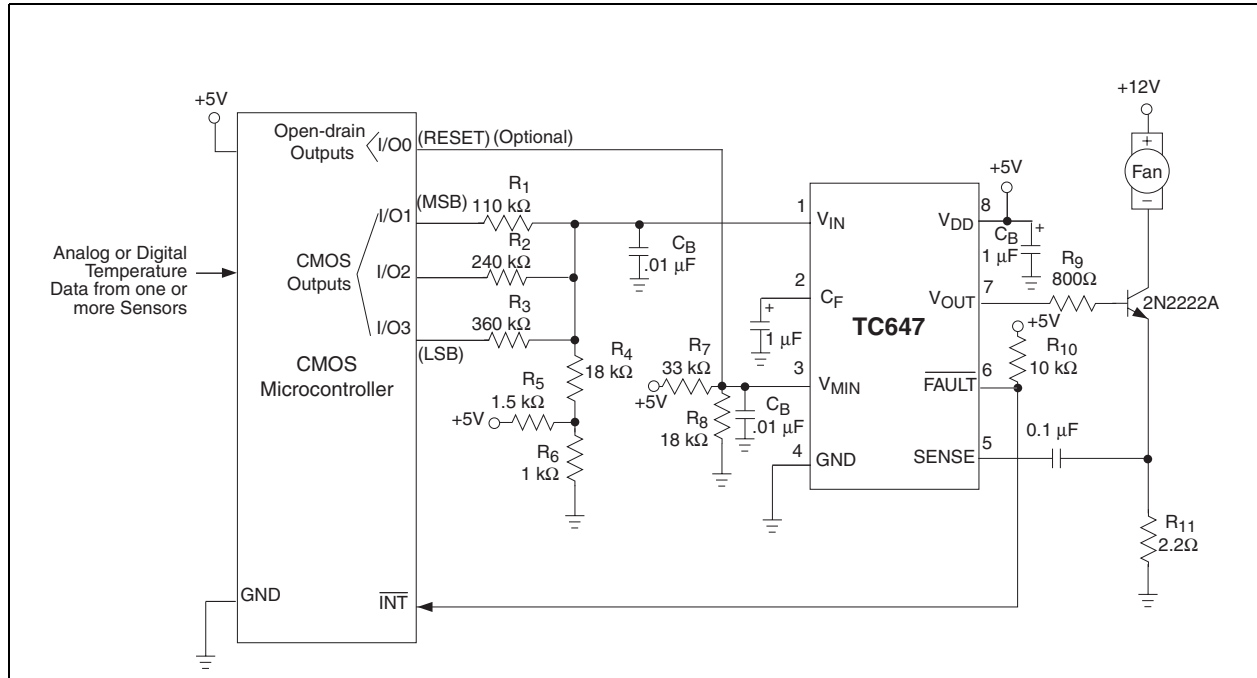 +5V
Open-drain
Outputs
I/O0
(RESET) (Optional)
I/O1
(MSB)
R1
110 kΩ
CMOS
Outputs
I/O2
R2
240 kΩ
I/O3
(LSB)
R3
360 kΩ
Analog or Digital
Temperature
Data from one or
more Sensors
CMOS
Microcontroller
GND
INT
CB
.01 µF
R4
18 kΩ
R5
1.5 kΩ
+5V
R6
1 kΩ
R7
33 kΩ
+5V
R8
18 kΩ
CB
.01 µF
1 µF
1
VIN
2
CF
3
VMIN
4
GND
TC647
8
VDD
7
VOUT
6
FAULT
5
SENSE
+5V
CB
1 µF
+
+
R9
800Ω
+5V
R10
10 kΩ
0.1 µF
+12V
+
Fan
–
2N2222A
R11
2.2Ω